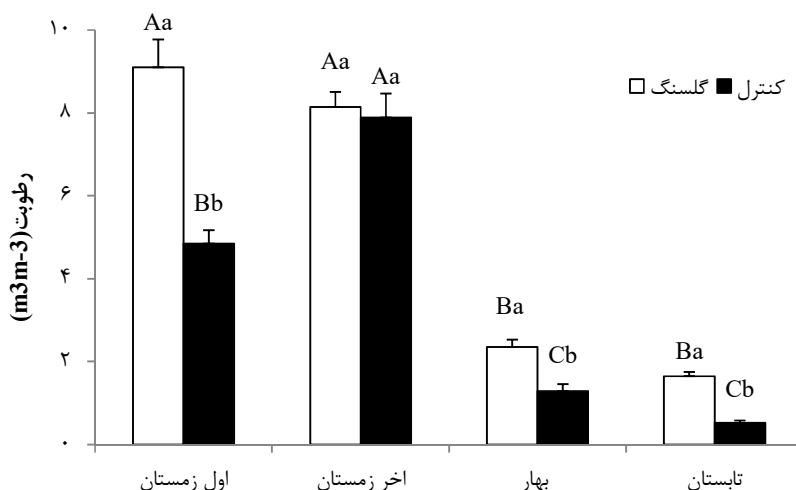 ۱۰
۸
۶
۴
۲
۰
رطوبت(m3m-3)
Aa
Bb
Aa
Aa
Ba
Cb
Ba
Cb
گلسنگ
کنترل
اول زمستان
اخر زمستان
بهار
تابستان